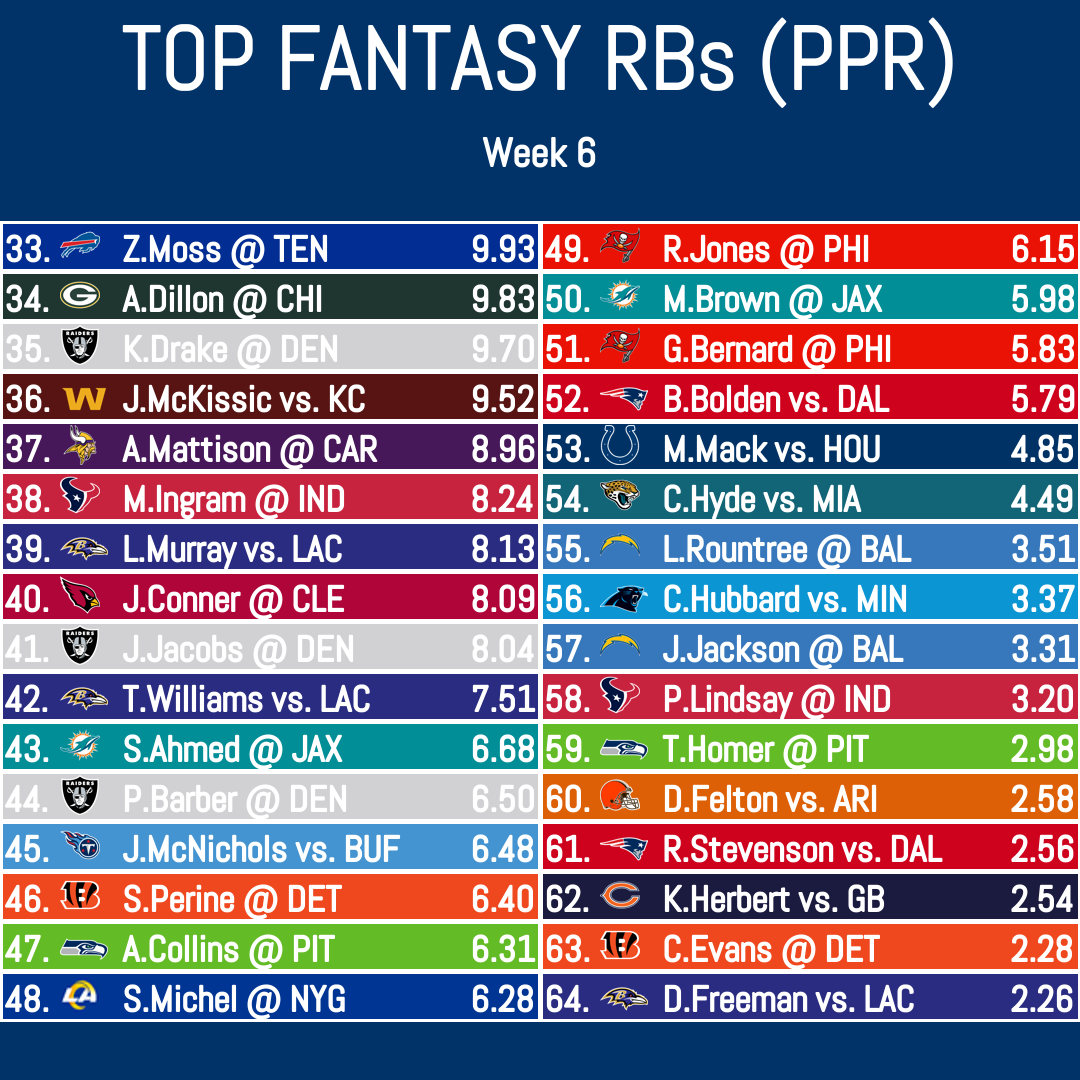 TOP FANTASY RBs (PPR)
Week 6
33. Z.Moss @ TEN 9.93
34. A.Dillon @ CHI 9.83
35. K.Drake @ DEN 9.70
36. J.McKissic vs. KC 9.52
37. A.Mattison @ CAR 8.96
38. M.Ingram @ IND 8.24
39. L.Murray vs. LAC 8.13
40. J.Conner @ CLE 8.09
41. J.Jacobs @ DEN 8.04
42. T.Williams vs. LAC 7.51
43. S.Ahmed @ JAX 6.68
44. P.Barber @ DEN 6.50
45. J.McNichols vs. BUF 6.48
46. S.Perine @ DET 6.40
47. A.Collins @ PIT 6.31
48. S.Michel @ NYG 6.28
49. R.Jones @ PHI 6.15
50. M.Brown @ JAX 5.98
51. G.Bernard @ PHI 5.83
52. B.Bolden vs. DAL 5.79
53. M.Mack vs. HOU 4.85
54. C.Hyde vs. MIA 4.49
55. L.Rountree @ BAL 3.51
56. C.Hubbard vs. MIN 3.37
57. J.Jackson @ BAL 3.31
58. P.Lindsay @ IND 3.20
59. T.Homer @ PIT 2.98
60. D.Felton vs. ARI 2.58
61. R.Stevenson vs. DAL 2.56
62. K.Herbert vs. GB 2.54
63. C.Evans @ DET 2.28
64. D.Freeman vs. LAC 2.26